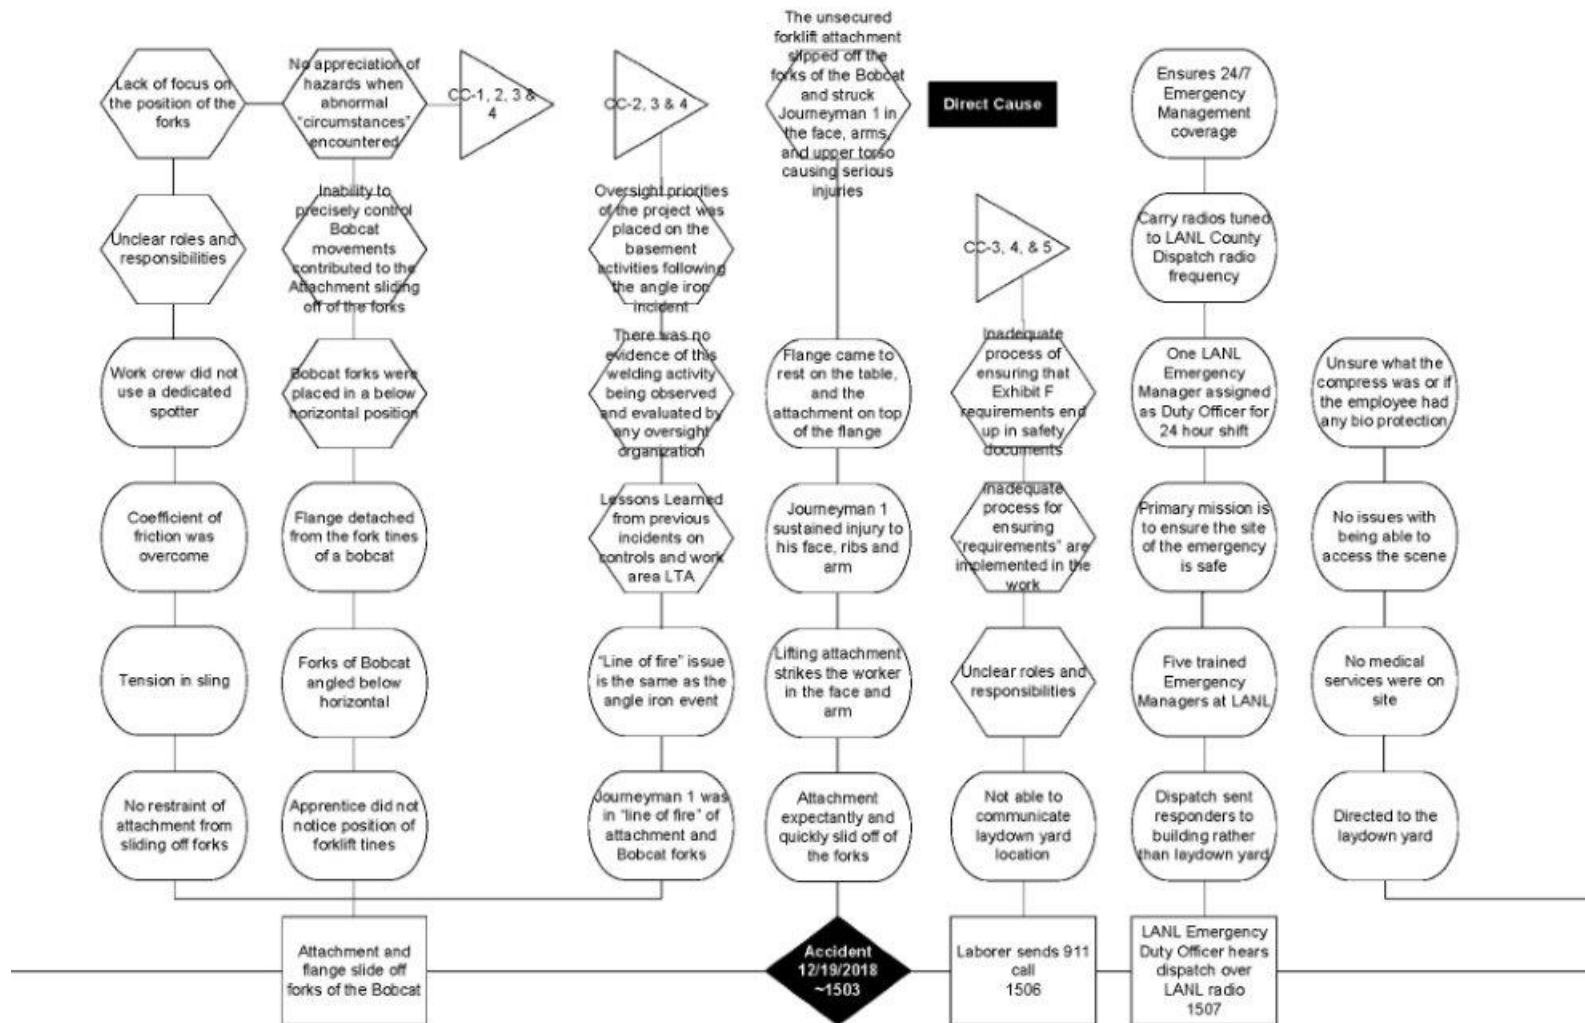 Lack of focus on
the position of the
forks
No appreciation of
hazards when
abnormal
“circumstances”
encountered
CC-1, 2, 3 &
4
CC-2, 3 & 4
The unsecured
forklift attachment
slipped off the
forks of the Bobcat
and struck
Journeyman 1 in
the face, arms,
and upper torso
causing serious
injuries
Direct Cause
Ensures 24/7
Emergency
Management
coverage
Unclear roles and
responsibilities
Inability to
precisely control
Bobcat
movements
contributed to the
Attachment sliding
off of the forks
Oversight priorities
of the project was
placed on the
basement
activities following
the angle iron
incident
CC-3, 4, & 5
Carry radios tuned
to LANL County
Dispatch radio
frequency
Work crew did not
use a dedicated
spotter
Bobcat forks were
placed in a below
horizontal position
There was no
evidence of this
welding activity
being observed
and evaluated by
any oversight
organization
Flange came to
rest on the table,
and the
attachment on top
of the flange
Inadequate
process of
ensuring that
Exhibit F
requirements end
up in safety
documents
One LANL
Emergency
Manager assigned
as Duty Officer for
24 hour shift
Unsure what the
compress was or if
the employee had
any bio protection
Coefficient of
friction was
overcome
Flange detached
from the fork tines
of a bobcat
Lessons Learned
from previous
incidents on
controls and work
area LTA
Journeyman 1
sustained injury to
his face, ribs and
arm
Inadequate
process for
ensuring
“requirements” are
implemented in the
work
Primary mission is
to ensure the site
of the emergency
is safe
No issues with
being able to
access the scene
Tension in sling
Forks of Bobcat
angled below
horizontal
“Line of fire” issue
is the same as the
angle iron event
Lifting attachment
strikes the worker
in the face and
arm
Unclear roles and
responsibilities
Five trained
Emergency
Managers at LANL
No medical
services were on
site
No restraint of
attachment from
sliding off forks
Apprentice did not
notice position of
forklift tines
Journeyman 1 was
in “line of fire” of
attachment and
Bobcat forks
Attachment
expectantly and
quickly slid off of
the forks
Not able to
communicate
laydown yard
location
Dispatch sent
responders to
building rather
than laydown yard
Directed to the
laydown yard
Attachment and
flange slide off
forks of the Bobcat
Accident
12/19/2018
~1503
Laborer sends 911
call
1506
LANL Emergency
Duty Officer hears
dispatch over
LANL radio
1507